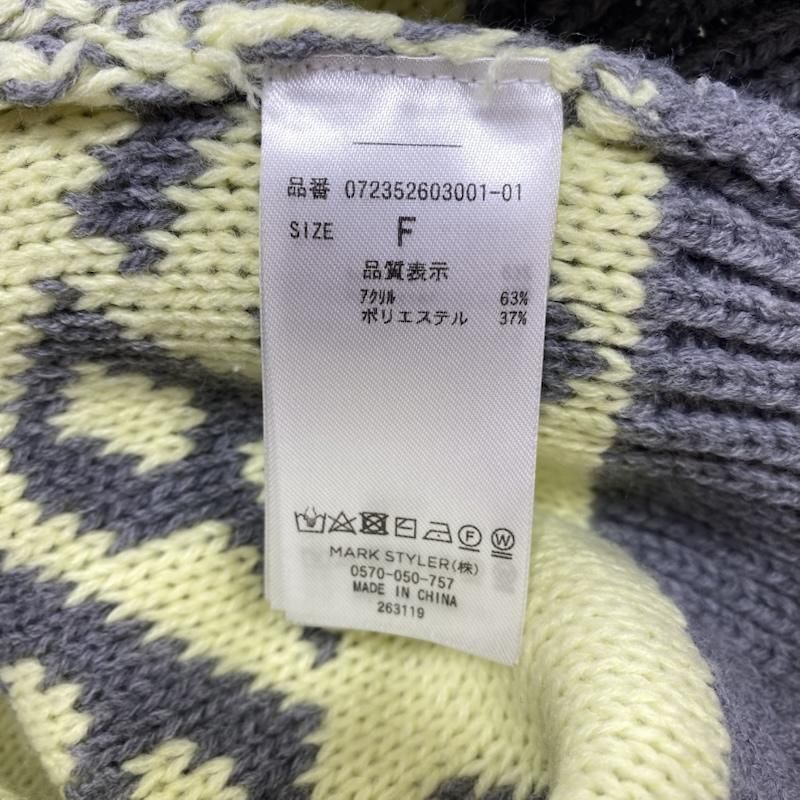 品番 072352603001-01
SIZE F
品質表示
アクリル 63%
ポリエステル 37%
F W
MARK STYLER(株)
0570-050-757
MADE IN CHINA
263119